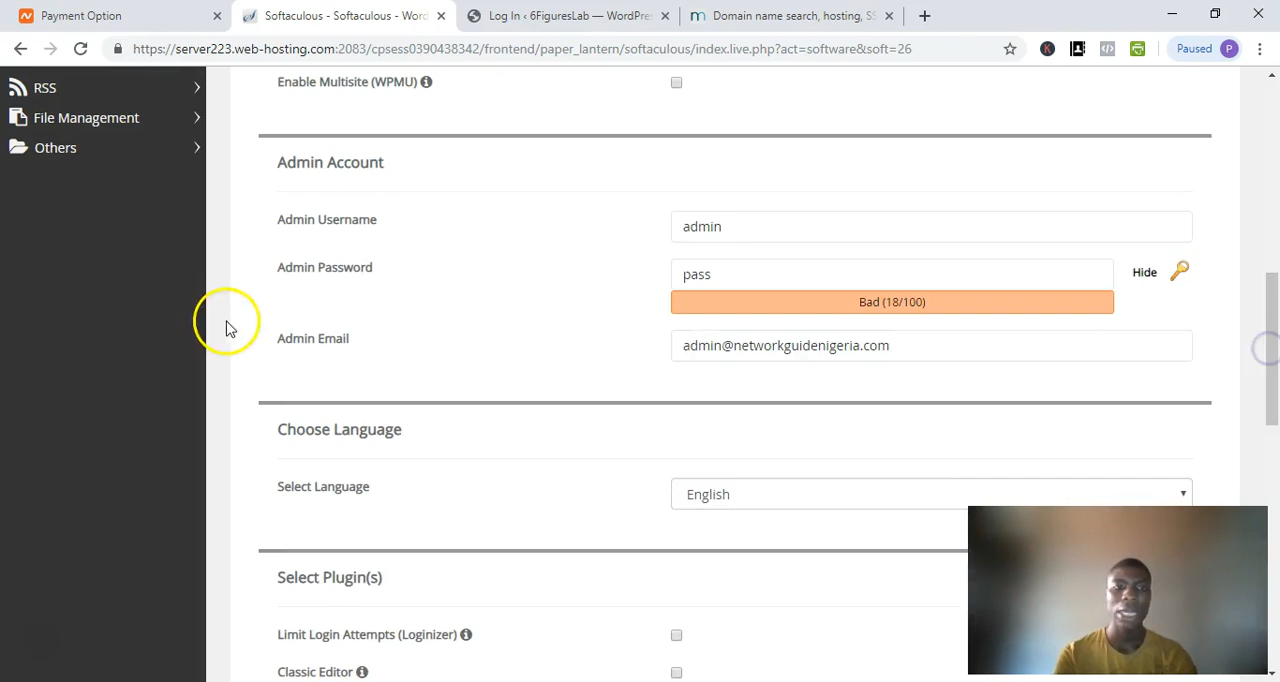 Payment Option
Softaculous - Softaculous - Wor
Log In ‹ 6FiguresLab — WordPre
Domain name search, hosting, SS
https://server223.web-hosting.com:2083/cpsess0390438342/frontend/paper_lantern/softaculous/index.live.php?act=software&soft=26
K
Paused P
RSS
File Management
Others
Enable Multisite (WPMU)
Admin Account
Admin Username
admin
Admin Password
pass
Hide
Bad (18/100)
Admin Email
admin@networkguidenigeria.com
Choose Language
Select Language
English
Select Plugin(s)
Limit Login Attempts (Loginizer)
Classic Editor